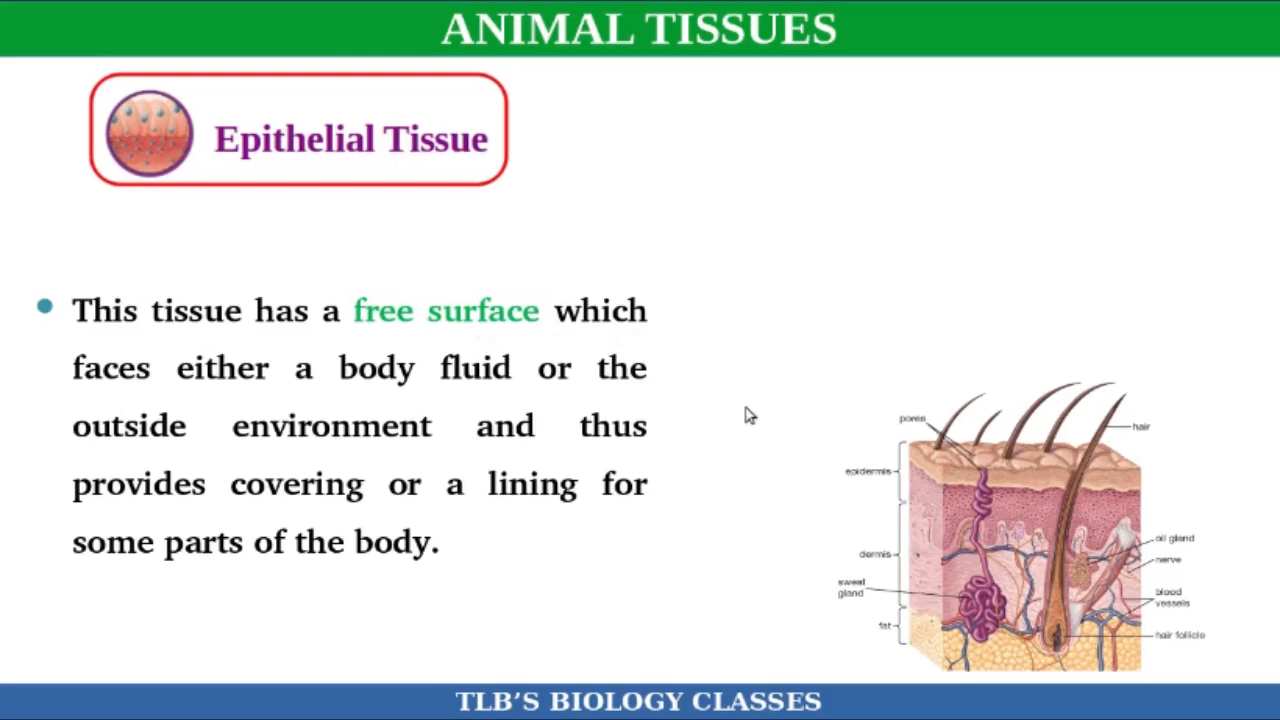 ANIMAL TISSUES
Epithelial Tissue
This tissue has a free surface which
faces either a body fluid or the
outside environment and thus
provides covering or a lining for
some parts of the body.
pores
hair
epidermis
dermis
oil gland
nerve
sweat
gland
blood
vessels
fat
hair follicle
TLB’S BIOLOGY CLASSES